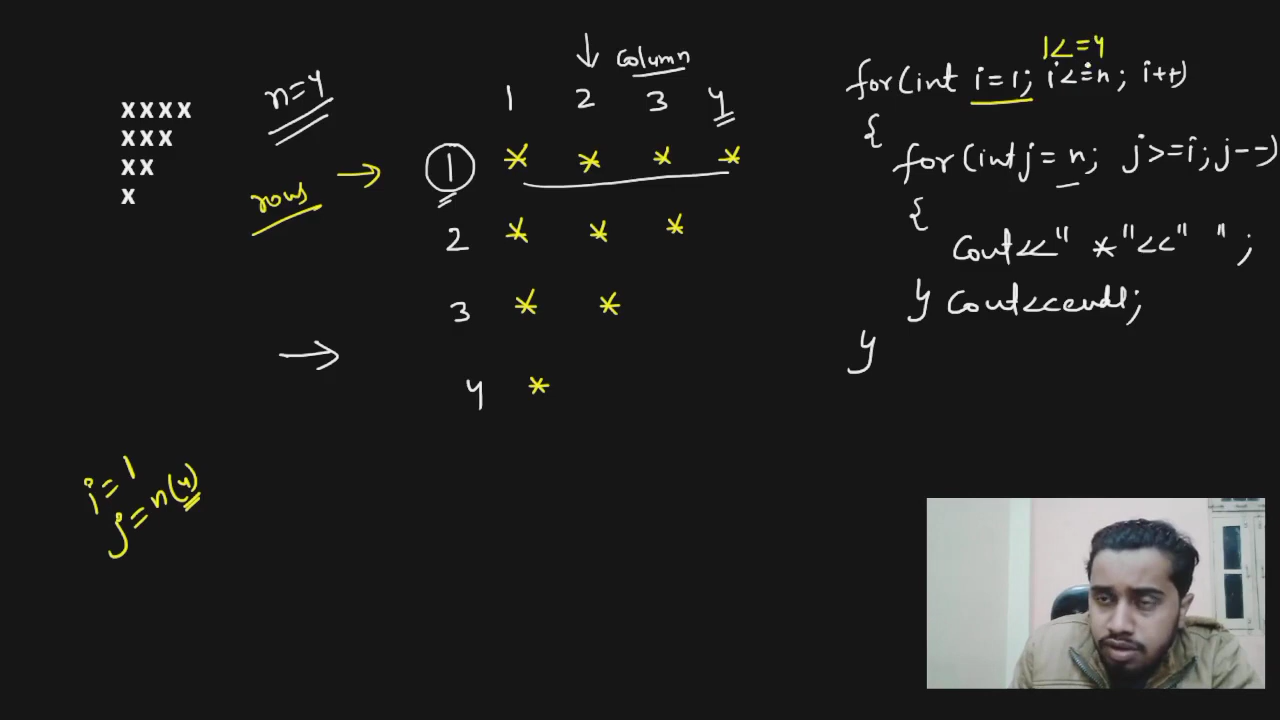 XXXX
XXX
XX
X
n=4
rows
column
1 2 3 4
1 * * * *
2 * * *
3 * *
4 *
1<=4
for(int i=1; i<=n; i++)
{
for(int j=n; j>=i; j--)
{
cout<<" *"<<" ";
} cout<<endl;
}
i=1
j=n(4)